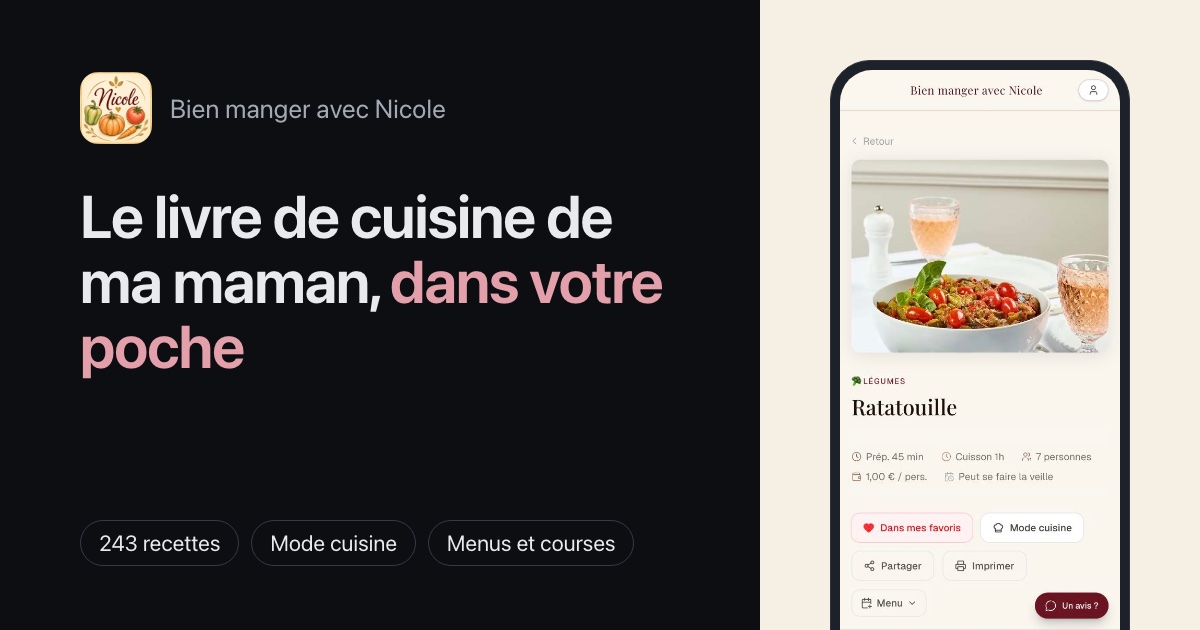 Nicole
Bien manger avec Nicole
Le livre de cuisine de
ma maman, dans votre
poche
243 recettes
Mode cuisine
Menus et courses
Bien manger avec Nicole
Retour
LÉGUMES
Ratatouille
Prép. 45 min
Cuisson 1h
7 personnes
1,00 € / pers.
Peut se faire la veille
Dans mes favoris
Mode cuisine
Partager
Imprimer
Menu
Un avis ?